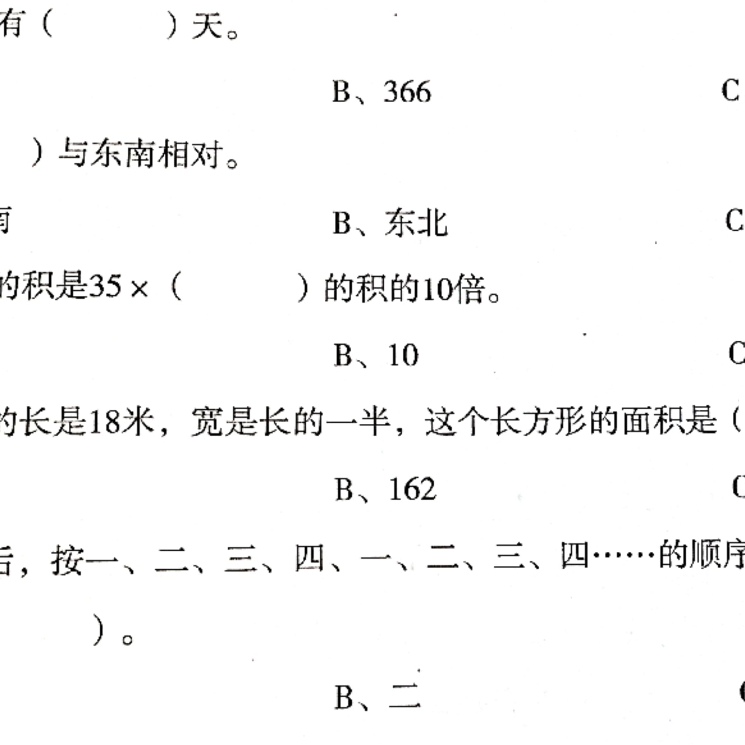 有（　　　）天。
B、366　C
）与东南相对。
B、东北　C
的积是35×（　　　）的积的10倍。
B、10　C
的长是18米，宽是长的一半，这个长方形的面积是（
B、162
后，按一、二、三、四、一、二、三、四……的顺序
）。
B、二